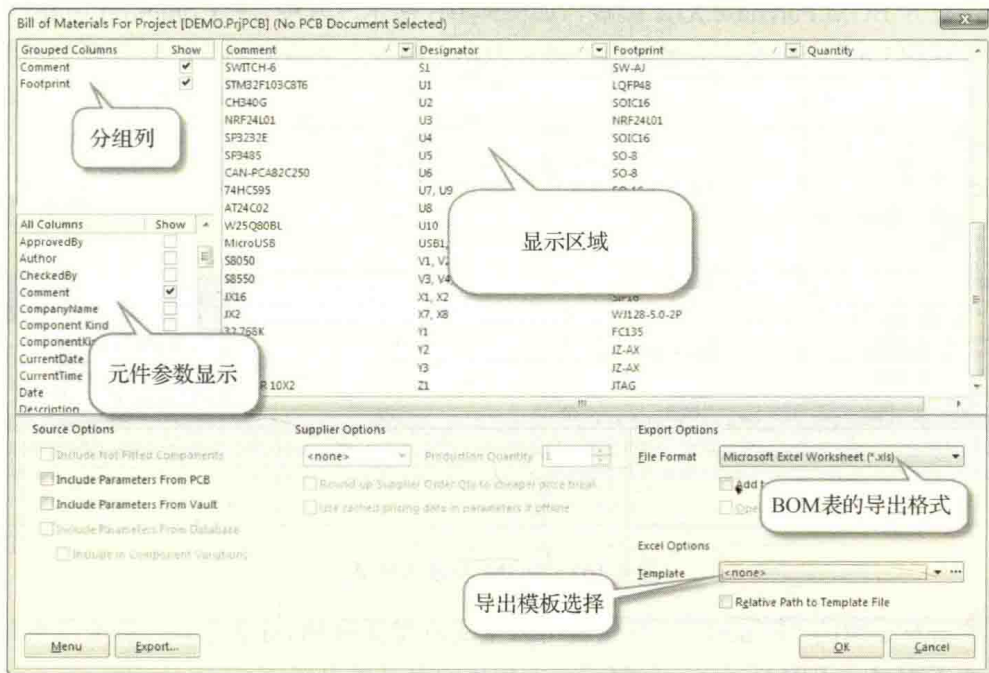 Bill of Materials For Project [DEMO.PrjPCB] (No PCB Document Selected)
Grouped Columns Show
Comment
Footprint
分组列
All Columns Show
ApprovedBy
Author
CheckedBy
Comment
CompanyName
Component Kind
CurrentDate
CurrentTime
Date
Description
元件参数显示
Comment Designator Footprint Quantity
SWITCH-6 S1 SW-AJ
STM32F103C8T6 U1 LQFP48
CH340G U2 SOIC16
NRF24L01 U3 NRF24L01
SP3232E U4 SOIC16
SP3485 U5 SO-8
CAN-PCA82C250 U6 SO-8
74HC595 U7, U9
AT24C02 U8
W25Q80BL U10
MicroUSB USB1,
S8050 V1,
S8550 V3, V4
JX16 X1, X2 SIP16
JX2 X7, X8 WJ128-5.0-2P
32.768K Y1 FC135
Y2 JZ-AX
Y3 JZ-AX
10X2 Z1 JTAG
显示区域
Source Options
Include Not Fitted Components
Include Parameters From PCB
Include Parameters From Vault
Include Parameters From Database
Include in Component Variations
Supplier Options
<none> Production Quantity 1
Round up Supplier Order Qty to cheaper price break
Use cached pricing data in parameters if offline
Export Options
File Format Microsoft Excel Worksheet (*.xls)
Add
BOM表的导出格式
Excel Options
Template <none>
Relative Path to Template File
导出模板选择
Menu Export... OK Cancel